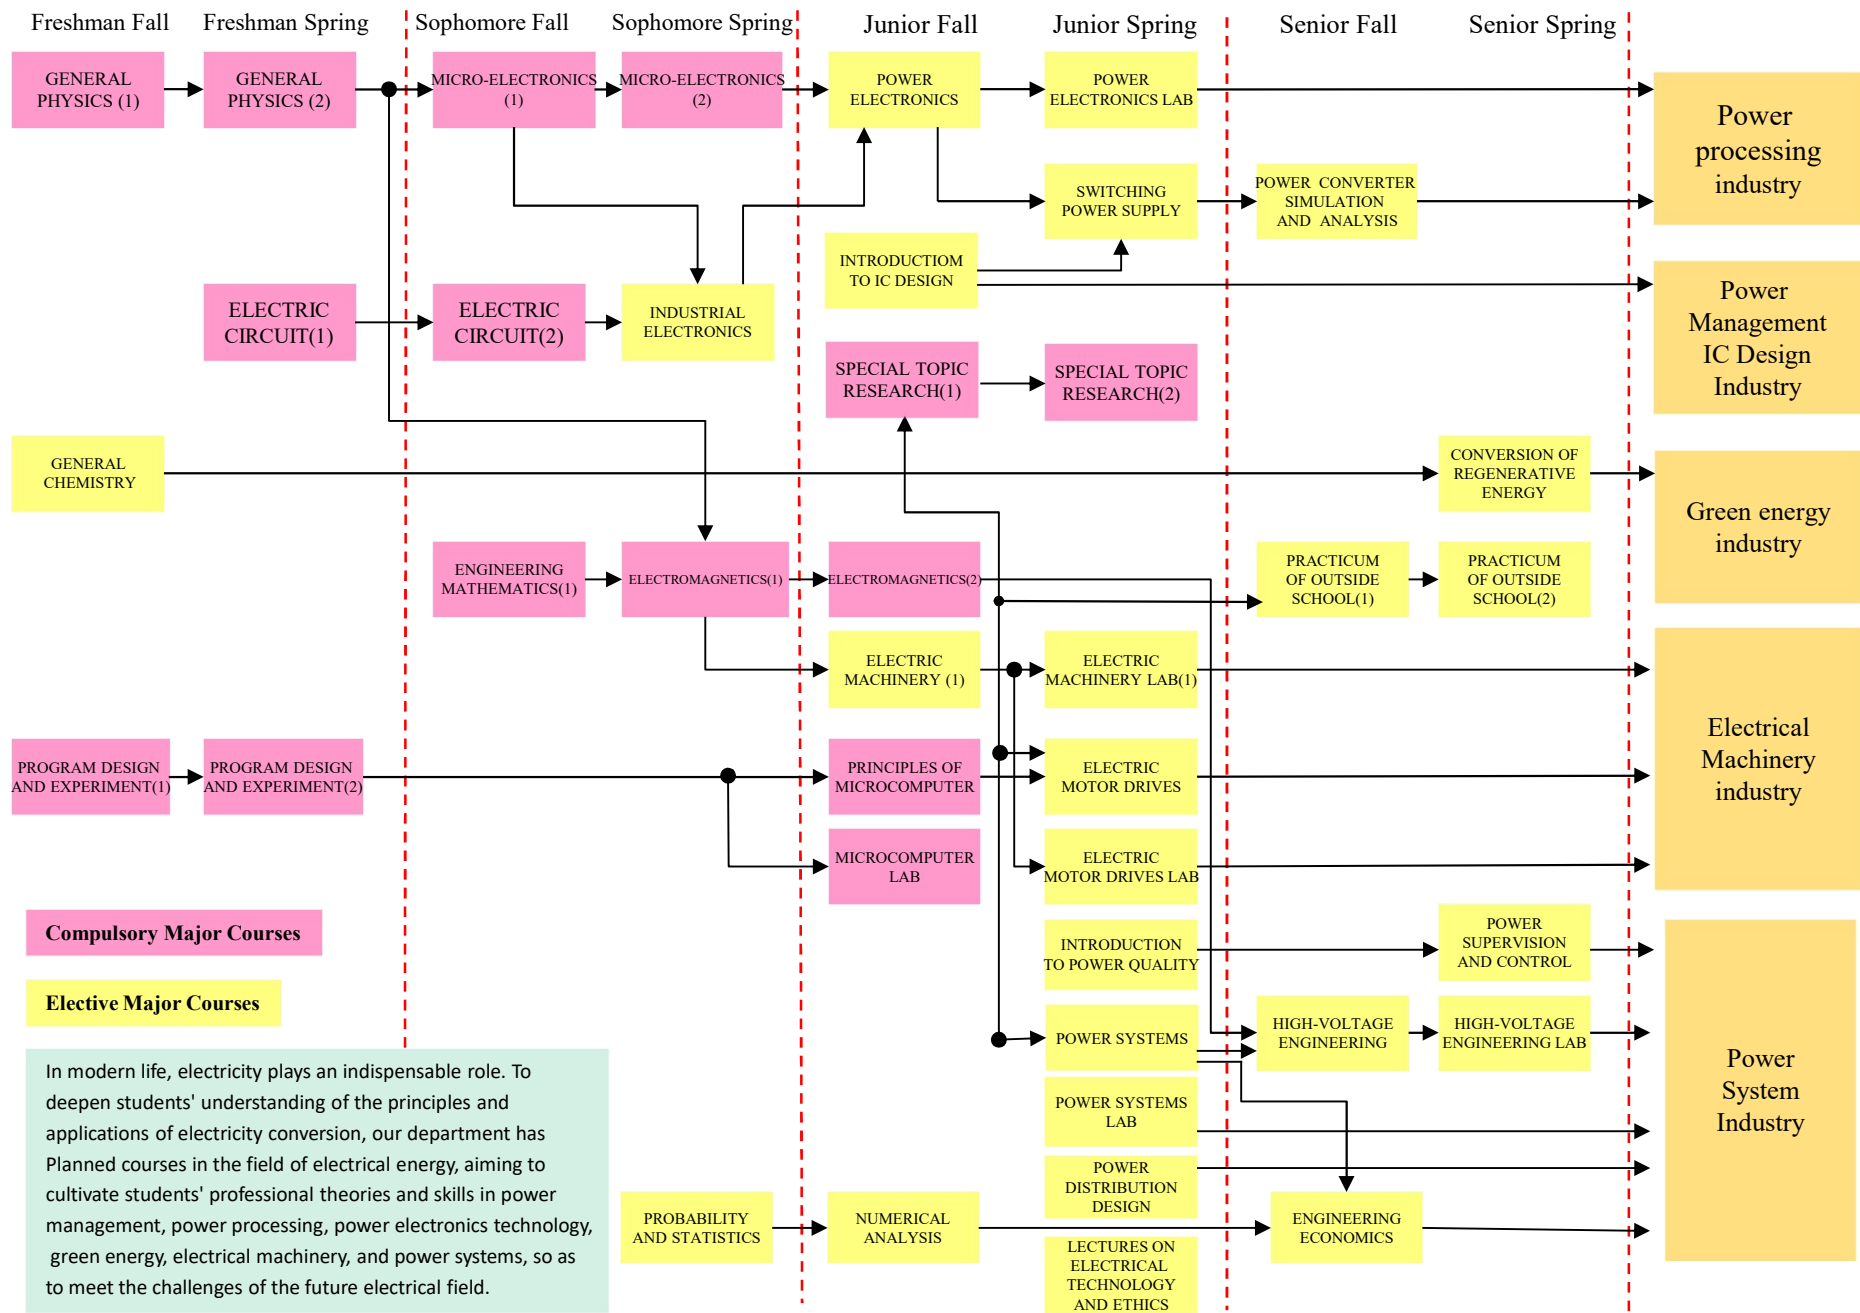 Freshman Fall
Freshman Spring
Sophomore Fall
Sophomore Spring
Junior Fall
Junior Spring
Senior Fall
Senior Spring
GENERAL
PHYSICS (1)
GENERAL
PHYSICS (2)
MICRO-ELECTRONICS
(1)
MICRO-ELECTRONICS
(2)
POWER
ELECTRONICS
POWER
ELECTRONICS LAB
Power
processing
industry
SWITCHING
POWER SUPPLY
POWER CONVERTER
SIMULATION
AND ANALYSIS
INTRODUCTIOM
TO IC DESIGN
ELECTRIC
CIRCUIT(1)
ELECTRIC
CIRCUIT(2)
INDUSTRIAL
ELECTRONICS
Power
Management
IC Design
Industry
SPECIAL TOPIC
RESEARCH(1)
SPECIAL TOPIC
RESEARCH(2)
GENERAL
CHEMISTRY
CONVERSION OF
REGENERATIVE
ENERGY
Green energy
industry
ENGINEERING
MATHEMATICS(1)
ELECTROMAGNETICS(1)
ELECTROMAGNETICS(2)
PRACTICUM
OF OUTSIDE
SCHOOL(1)
PRACTICUM
OF OUTSIDE
SCHOOL(2)
ELECTRIC
MACHINERY (1)
ELECTRIC
MACHINERY LAB(1)
Electrical
Machinery
industry
PROGRAM DESIGN
AND EXPERIMENT(1)
PROGRAM DESIGN
AND EXPERIMENT(2)
PRINCIPLES OF
MICROCOMPUTER
ELECTRIC
MOTOR DRIVES
MICROCOMPUTER
LAB
ELECTRIC
MOTOR DRIVES LAB
Compulsory Major Courses
INTRODUCTION
TO POWER QUALITY
POWER
SUPERVISION
AND CONTROL
Elective Major Courses
POWER SYSTEMS
HIGH-VOLTAGE
ENGINEERING
HIGH-VOLTAGE
ENGINEERING LAB
Power
System
Industry
In modern life, electricity plays an indispensable role. To
deepen students' understanding of the principles and
applications of electricity conversion, our department has
Planned courses in the field of electrical energy, aiming to
cultivate students' professional theories and skills in power
management, power processing, power electronics technology,
green energy, electrical machinery, and power systems, so as
to meet the challenges of the future electrical field.
POWER SYSTEMS
LAB
POWER
DISTRIBUTION
DESIGN
PROBABILITY
AND STATISTICS
NUMERICAL
ANALYSIS
ENGINEERING
ECONOMICS
LECTURES ON
ELECTRICAL
TECHNOLOGY
AND ETHICS